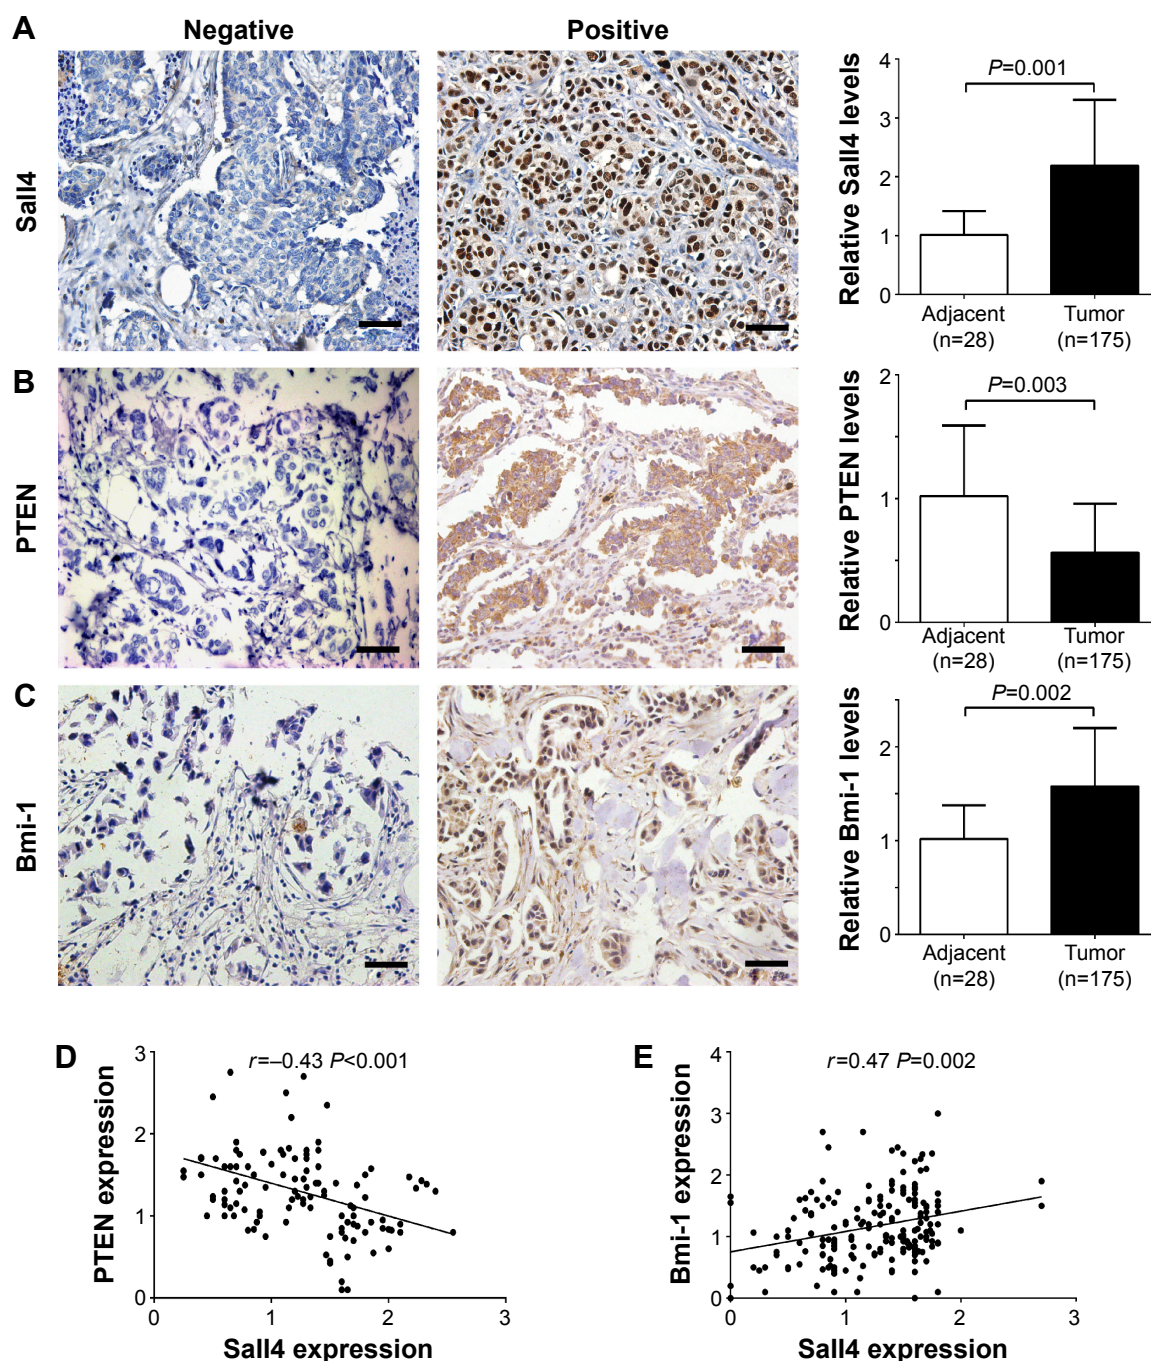 A
Negative
Positive
Sall4
Relative Sall4 levels
4
3
2
1
0
P=0.001
Adjacent
(n=28)
Tumor
(n=175)
B
PTEN
Relative PTEN levels
2
1
0
P=0.003
Adjacent
(n=28)
Tumor
(n=175)
C
Bmi-1
Relative Bmi-1 levels
2
1
0
P=0.002
Adjacent
(n=28)
Tumor
(n=175)
D
r=–0.43 P<0.001
PTEN expression
3
2
1
0
0 1 2 3
Sall4 expression
E
r=0.47 P=0.002
Bmi-1 expression
4
3
2
1
0
0 1 2 3
Sall4 expression